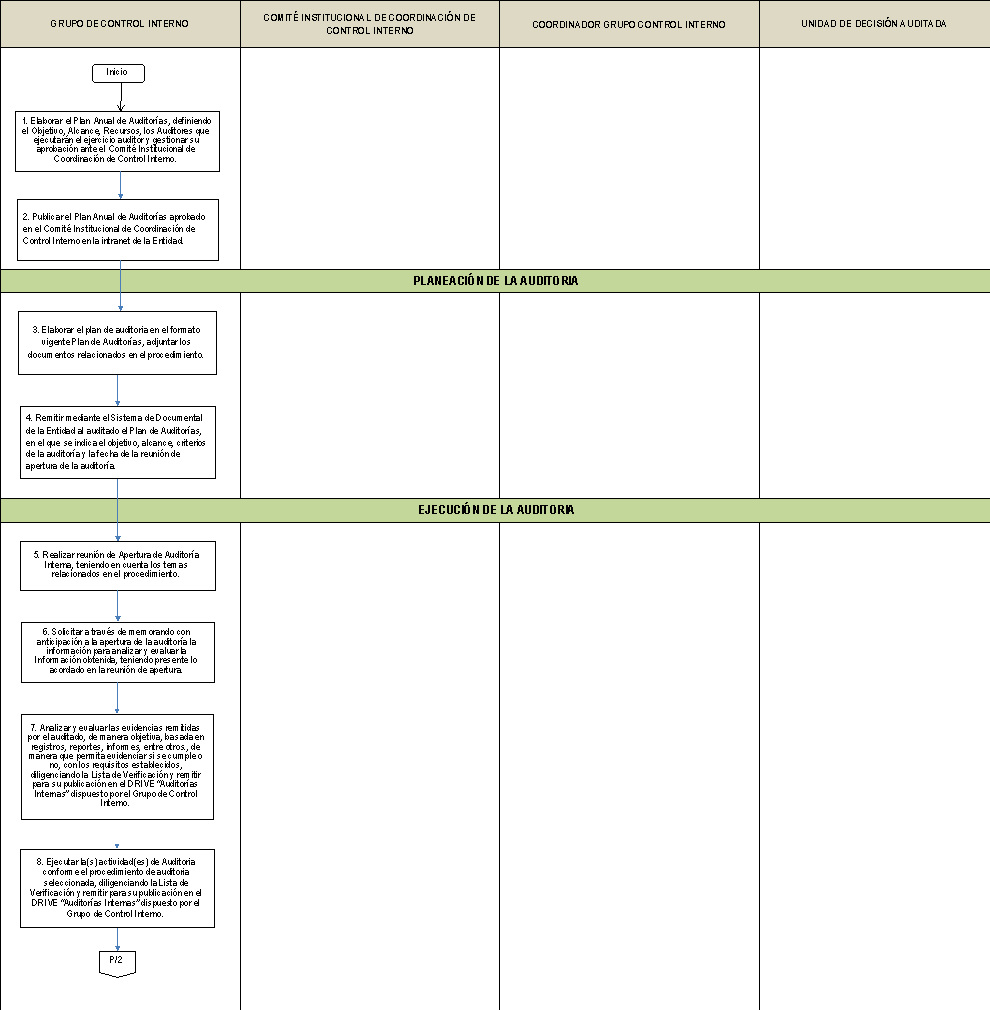 GRUPO DE CONTROL INTERNO
COMITÉ INSTITUCIONAL DE COORDINACIÓN DE
CONTROL INTERNO
COORDINADOR GRUPO CONTROL INTERNO
UNIDAD DE DECISIÓN AUDITADA
Inicio
1. Elaborar el Plan Anual de Auditorías, definiendo
el Objetivo, Alcance, Recursos, los Auditores que
ejecutarán el ejercicio auditor y gestionar su
aprobación ante el Comité Institucional de
Coordinación de Control Interno.
2. Publicar el Plan Anual de Auditorías aprobado
en el Comité Institucional de Coordinación de
Control Interno en la intranet de la Entidad.
PLANEACIÓN DE LA AUDITORIA
3. Elaborar el plan de auditoria en el formato
vigente Plan de Auditorías, adjuntar los
documentos relacionados en el procedimiento.
4. Remitir mediante el Sistema de Documental
de la Entidad al auditado el Plan de Auditorías,
en el que se indica el objetivo, alcance, criterios
de la auditoría y la fecha de la reunión de
apertura de la auditoría.
EJECUCIÓN DE LA AUDITORIA
5. Realizar reunión de Apertura de Auditoría
Interna, teniendo en cuenta los temas
relacionados en el procedimiento.
6. Solicitar a través de memorando con
anticipación a la apertura de la auditoría la
información para analizar y evaluar la
Información obtenida, teniendo presente lo
acordado en la reunión de apertura.
7. Analizar y evaluar las evidencias remitidas
por el auditado, de manera objetiva, basada en
registros, reportes, informes, entre otros, de
manera que permita evidenciar si se cumple o
no, con los requisitos establecidos,
diligenciando la Lista de Verificación y remitir
para su publicación en el DRIVE “Auditorías
Internas” dispuesto por el Grupo de Control
Interno.
8. Ejecutar la(s) actividad(es) de Auditoria
conforme el procedimiento de auditoria
seleccionada, diligenciando la Lista de
Verificación y remitir para su publicación en el
DRIVE “Auditorías Internas” dispuesto por el
Grupo de Control Interno.
P/2